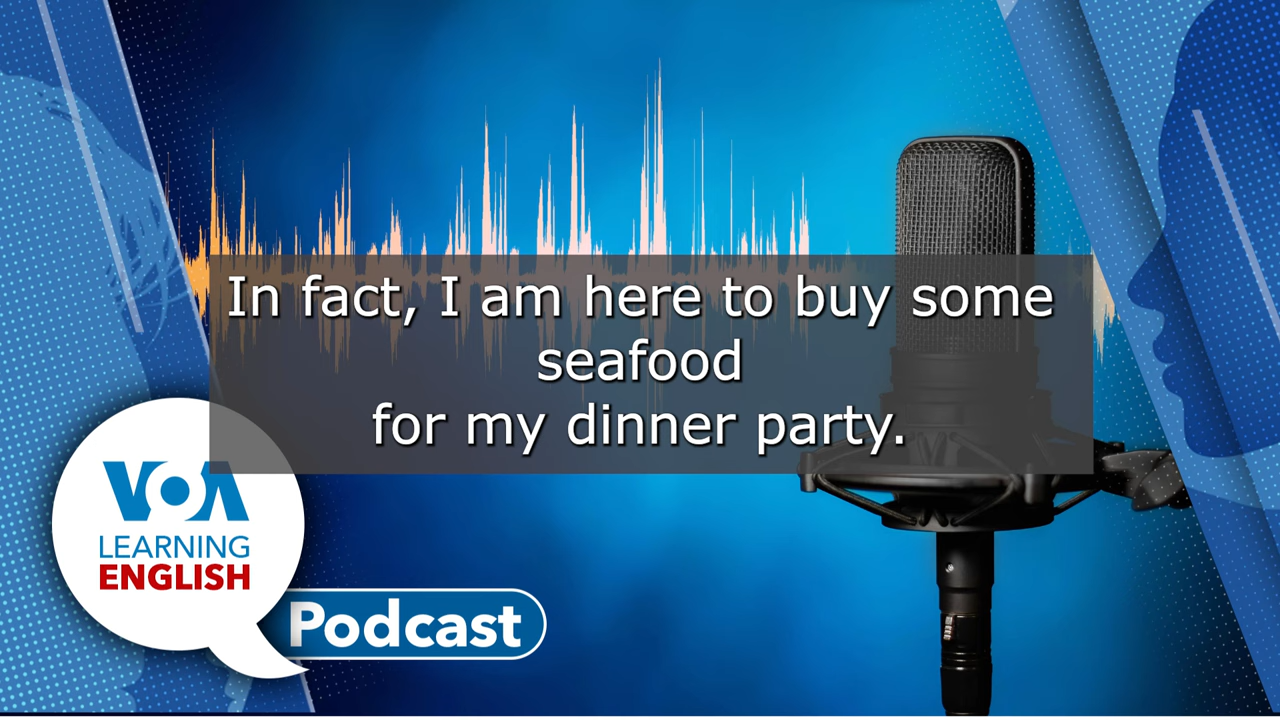 In fact, I am here to buy some
seafood
for my dinner party.
VOA
LEARNING
ENGLISH
Podcast